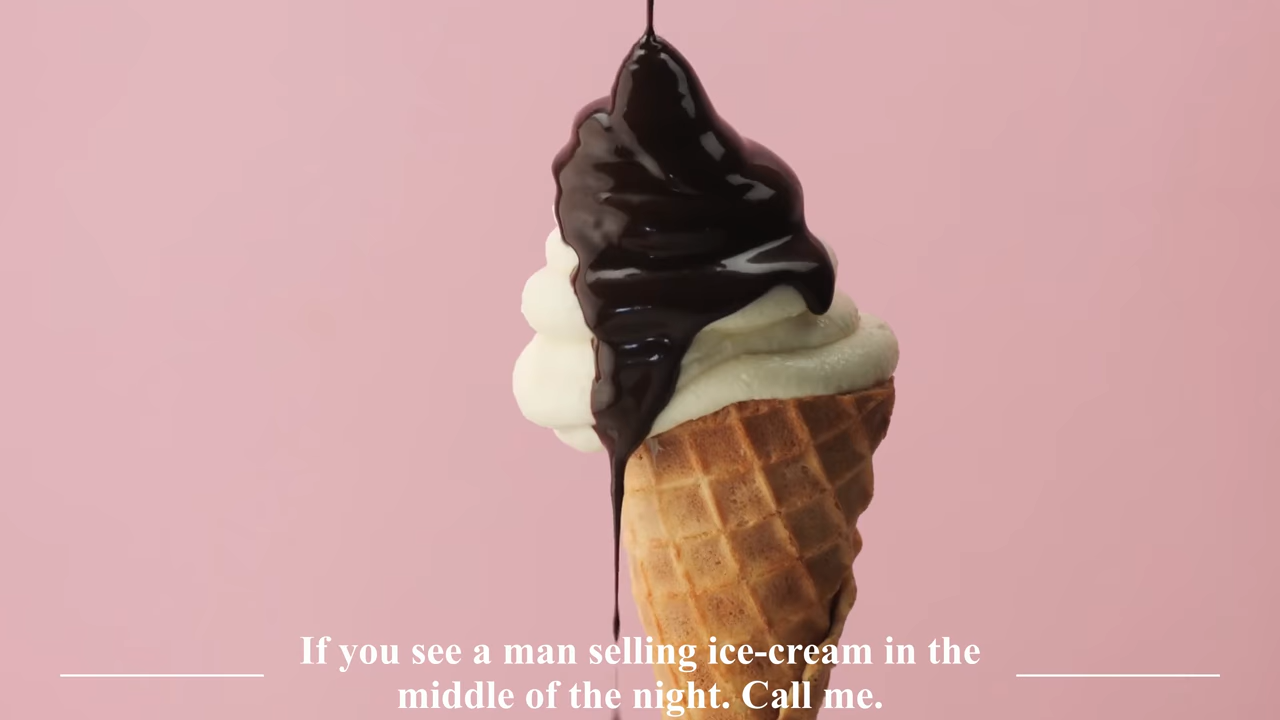 If you see a man selling ice-cream in the
middle of the night. Call me.